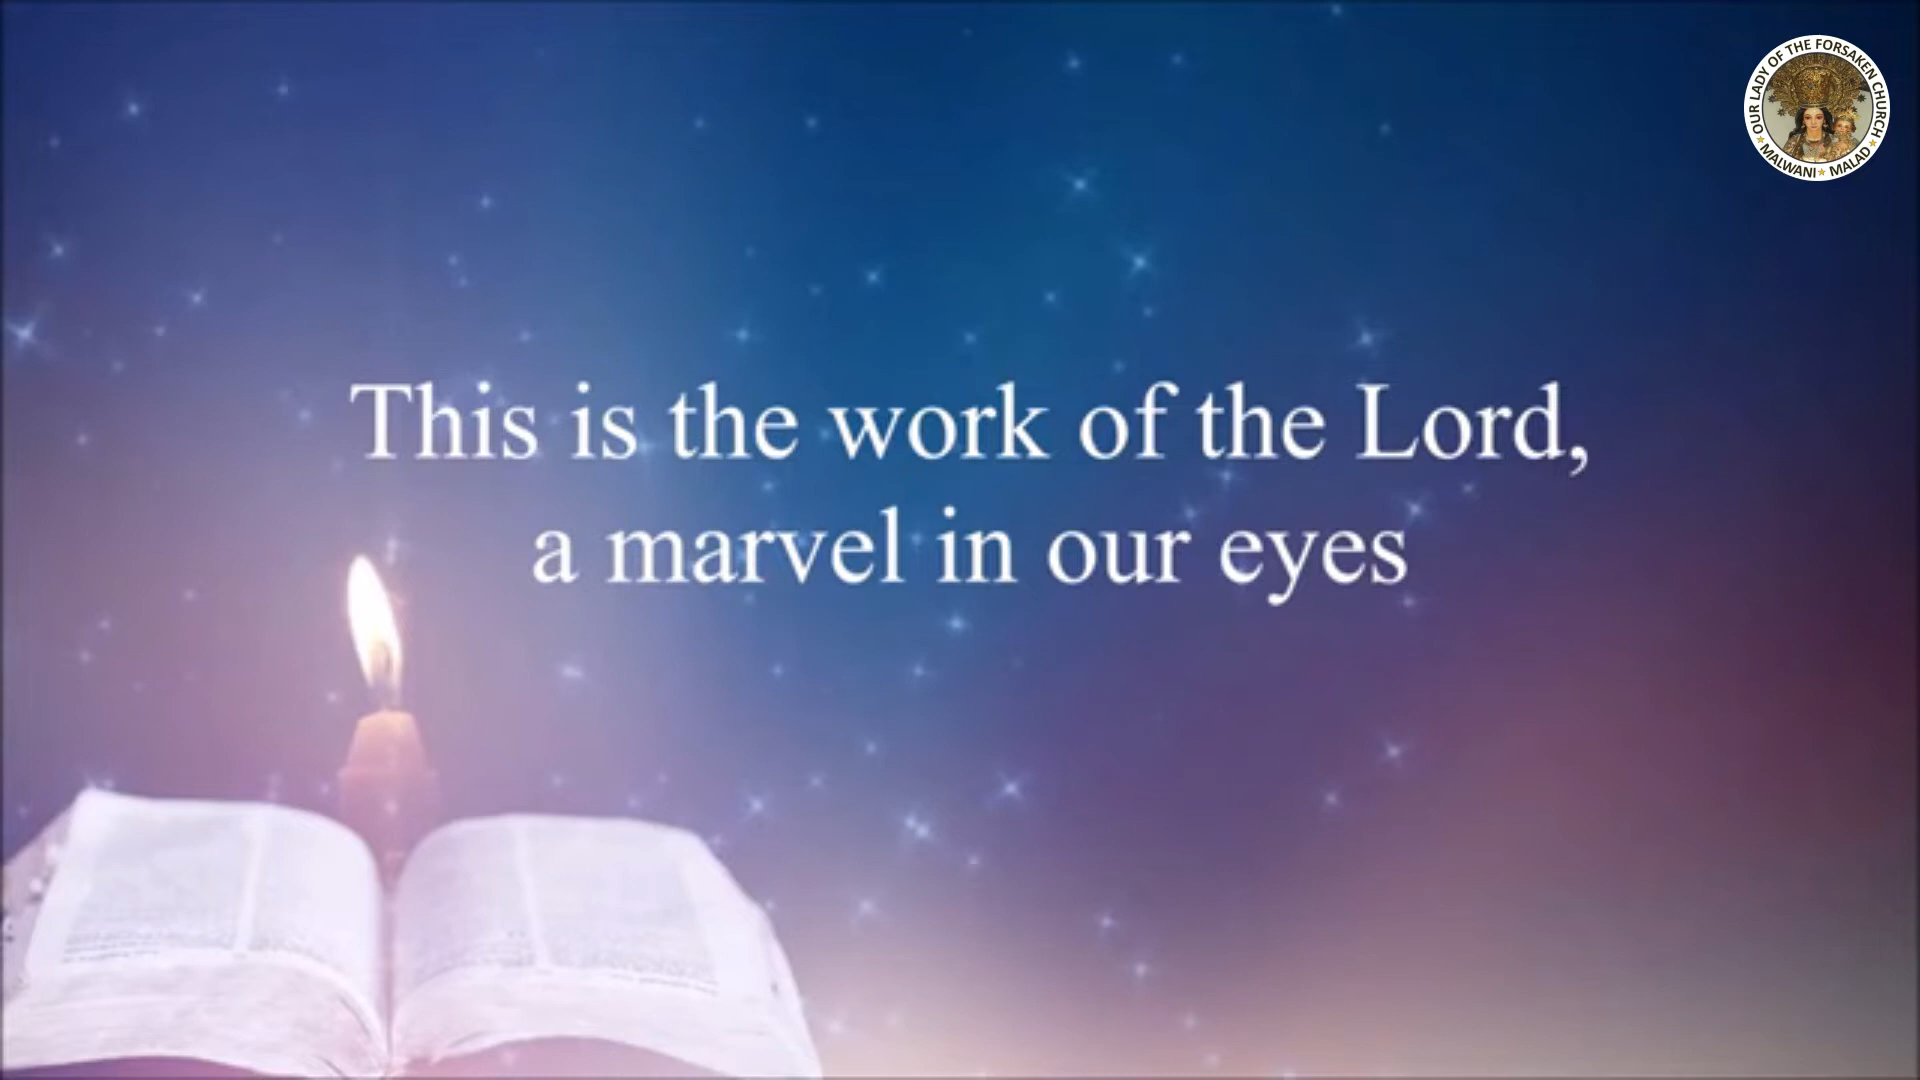 OUR LADY OF THE FORSAKEN CHURCH
MALWANI MALAD
This is the work of the Lord,
a marvel in our eyes